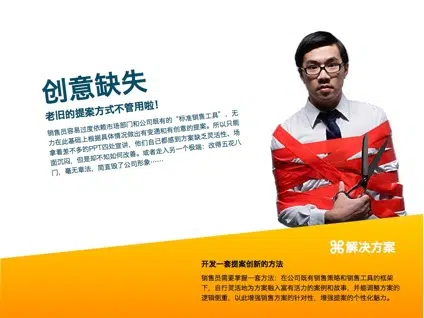 创意缺失
老旧的提案方式不管用啦！
销售员容易过度依赖市场部门和公司既有的“标准销售工具”，无
力在此基础上根据具体情况做出有变通和有创意的提案。所以只能
拿着差不多的PPT四处宣讲，他们自己都感到方案缺乏灵活性、场
面沉闷，但是却不知如何改善。或者走入另一个极端：改得五花八
门，毫无章法，简直毁了公司形象……
⌘解决方案
开发一套提案创新的方法
销售员需要掌握一套方法：在公司既有销售策略和销售工具的框架
下，自行灵活地为方案融入富有活力的案例和故事，并能调整方案的
逻辑侧重，以此增强销售方案的针对性，增强提案的个性化魅力。